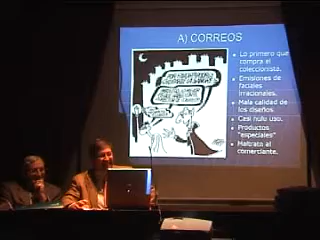 A) CORREOS
Lo primero que
compra el
coleccionista.
Emisiones de
faciales
irracionales.
Mala calidad de
los diseños.
Casi nulo uso.
Productos
"especiales"
Maltrato al
comerciante.